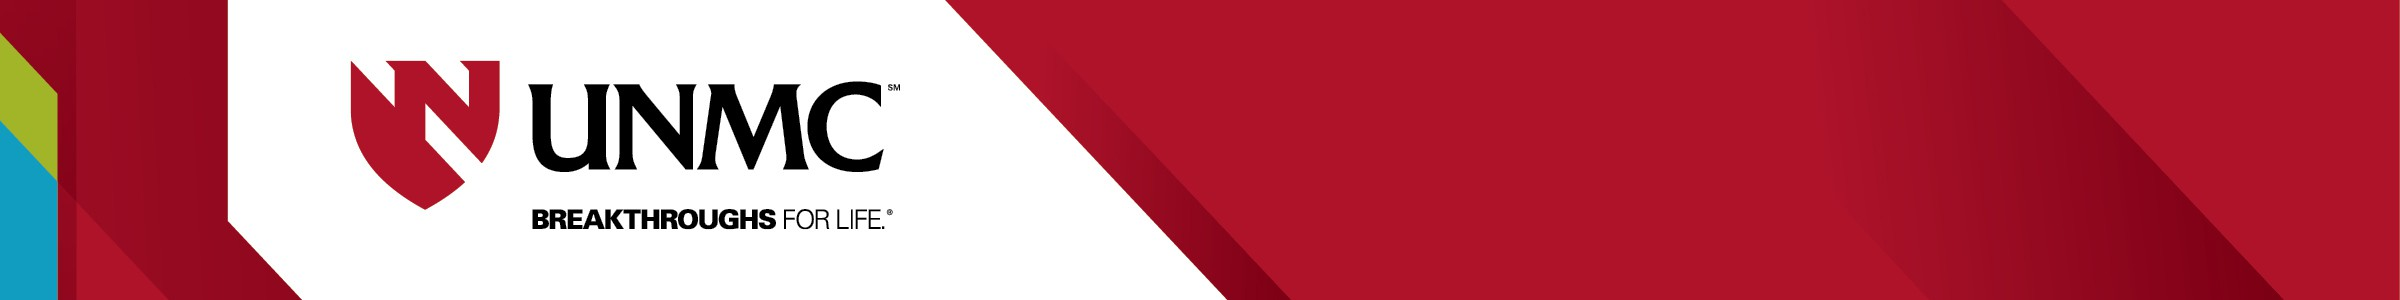 UNMC℠
BREAKTHROUGHS FOR LIFE.®